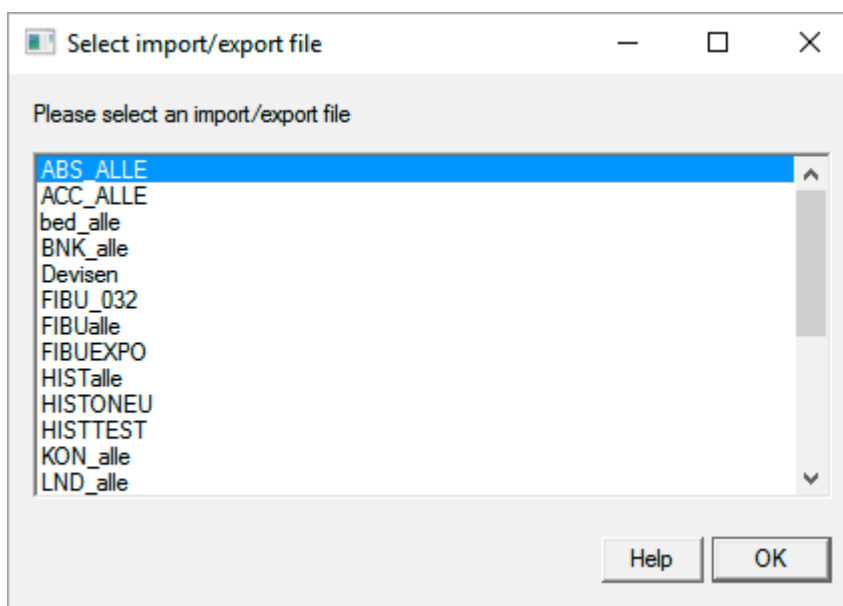 Select import/export file
Please select an import/export file
ABS_ALLE
ACC_ALLE
bed_alle
BNK_alle
Devisen
FIBU_032
FIBUalle
FIBUEXPO
HISTalle
HISTONEU
HISTTEST
KON_alle
LND_alle
Help OK